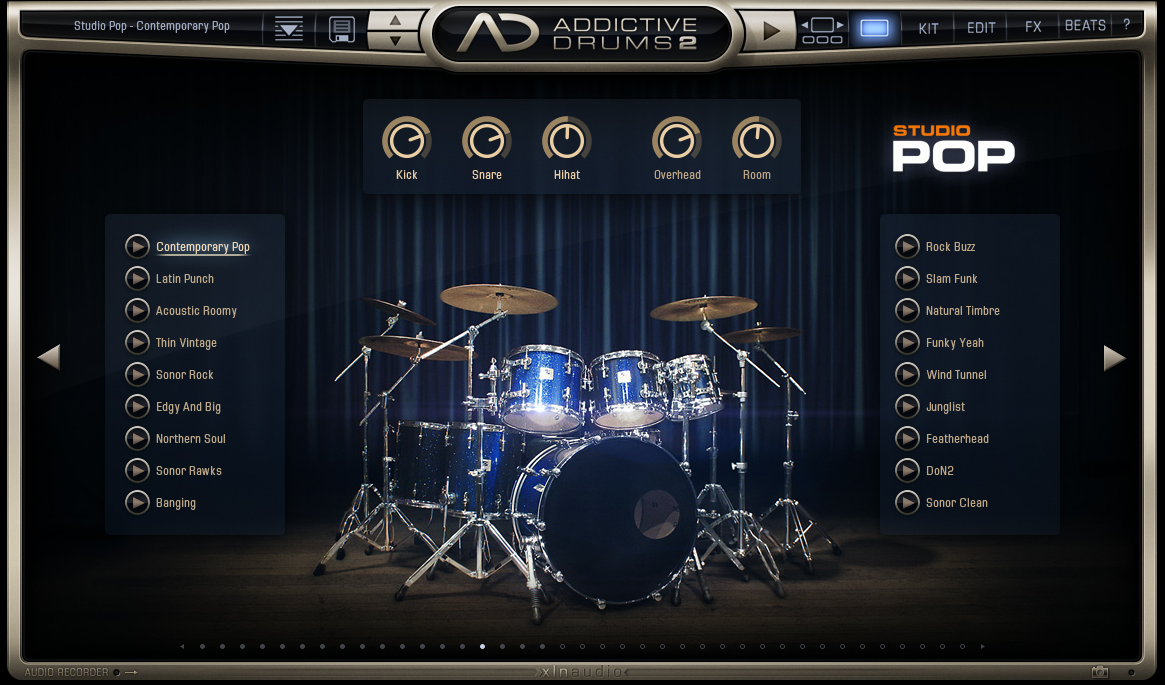 Studio Pop - Contemporary Pop
ADDICTIVE
DRUMS 2
KIT
EDIT
FX
BEATS
?
Kick
Snare
Hihat
Overhead
Room
STUDIO
POP
Contemporary Pop
Latin Punch
Acoustic Roomy
Thin Vintage
Sonor Rock
Edgy And Big
Northern Soul
Sonor Rawks
Banging
Rock Buzz
Slam Funk
Natural Timbre
Funky Yeah
Wind Tunnel
Junglist
Featherhead
DoN2
Sonor Clean
AUDIO RECORDER
xlnaudio